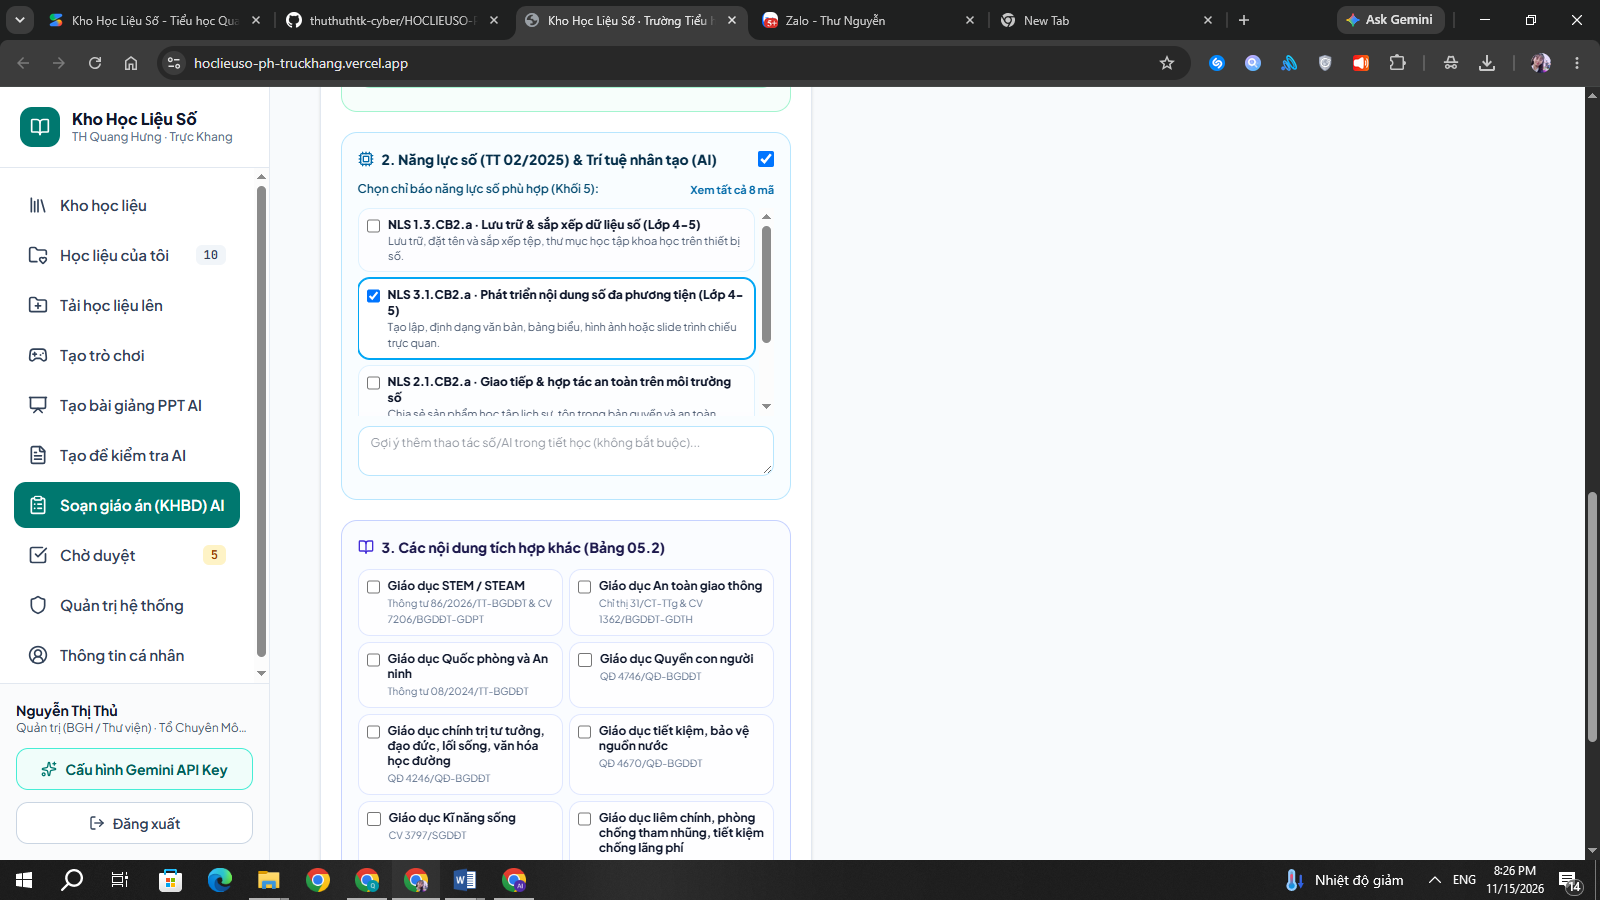 Kho Học Liệu Số - Tiểu học Qua
thuthuthtk-cyber/HOCLIEUSO-
Kho Học Liệu Số · Trường Tiểu
Zalo - Thư Nguyễn
New Tab
Ask Gemini
hoclieuso-ph-truckhang.vercel.app
Kho Học Liệu Số
TH Quang Hưng · Trực Khang
Kho học liệu
Học liệu của tôi 10
Tải học liệu lên
Tạo trò chơi
Tạo bài giảng PPT AI
Tạo đề kiểm tra AI
Soạn giáo án (KHBD) AI
Chờ duyệt 5
Quản trị hệ thống
Thông tin cá nhân
Nguyễn Thị Thủ
Quản trị (BGH / Thư viện) · Tổ Chuyên Mô...
Cấu hình Gemini API Key
Đăng xuất
2. Năng lực số (TT 02/2025) & Trí tuệ nhân tạo (AI)
Chọn chỉ báo năng lực số phù hợp (Khối 5):
Xem tất cả 8 mã
NLS 1.3.CB2.a · Lưu trữ & sắp xếp dữ liệu số (Lớp 4-5)
Lưu trữ, đặt tên và sắp xếp tệp, thư mục học tập khoa học trên thiết bị
số.
NLS 3.1.CB2.a · Phát triển nội dung số đa phương tiện (Lớp 4-
5)
Tạo lập, định dạng văn bản, bảng biểu, hình ảnh hoặc slide trình chiếu
trực quan.
NLS 2.1.CB2.a · Giao tiếp & hợp tác an toàn trên môi trường
số
Chia sẻ sản phẩm học tập lịch sự, tôn trọng bản quyền và an toàn
Gợi ý thêm thao tác số/AI trong tiết học (không bắt buộc)...
3. Các nội dung tích hợp khác (Bảng 05.2)
Giáo dục STEM / STEAM
Thông tư 86/2026/TT-BGDĐT & CV
7206/BGDĐT-GDPT
Giáo dục An toàn giao thông
Chỉ thị 31/CT-TTg & CV
1362/BGDĐT-GDTH
Giáo dục Quốc phòng và An
ninh
Thông tư 08/2024/TT-BGDĐT
Giáo dục Quyền con người
QĐ 4746/QĐ-BGDĐT
Giáo dục chính trị tư tưởng,
đạo đức, lối sống, văn hóa
học đường
QĐ 4246/QĐ-BGDĐT
Giáo dục tiết kiệm, bảo vệ
nguồn nước
QĐ 4670/QĐ-BGDĐT
Giáo dục Kĩ năng sống
CV 3797/SGDĐT
Giáo dục liêm chính, phòng
chống tham nhũng, tiết kiệm
chống lãng phí
Nhiệt độ giảm
ENG
8:26 PM
11/15/2026
14